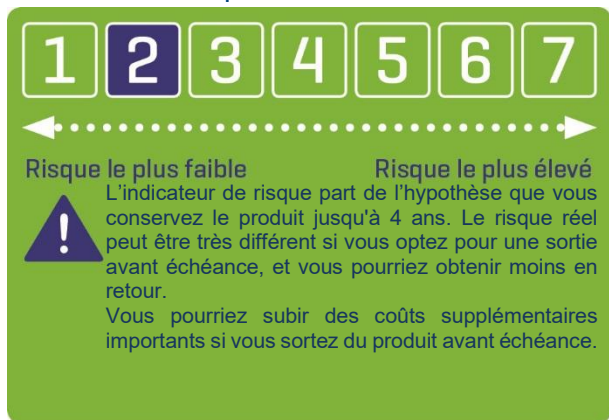 1 2 3 4 5 6 7
Risque le plus faible Risque le plus élevé
L'indicateur de risque part de l'hypothèse que vous
conservez le produit jusqu'à 4 ans. Le risque réel
peut être très différent si vous optez pour une sortie
avant échéance, et vous pourriez obtenir moins en
retour.
Vous pourriez subir des coûts supplémentaires
importants si vous sortez du produit avant échéance.